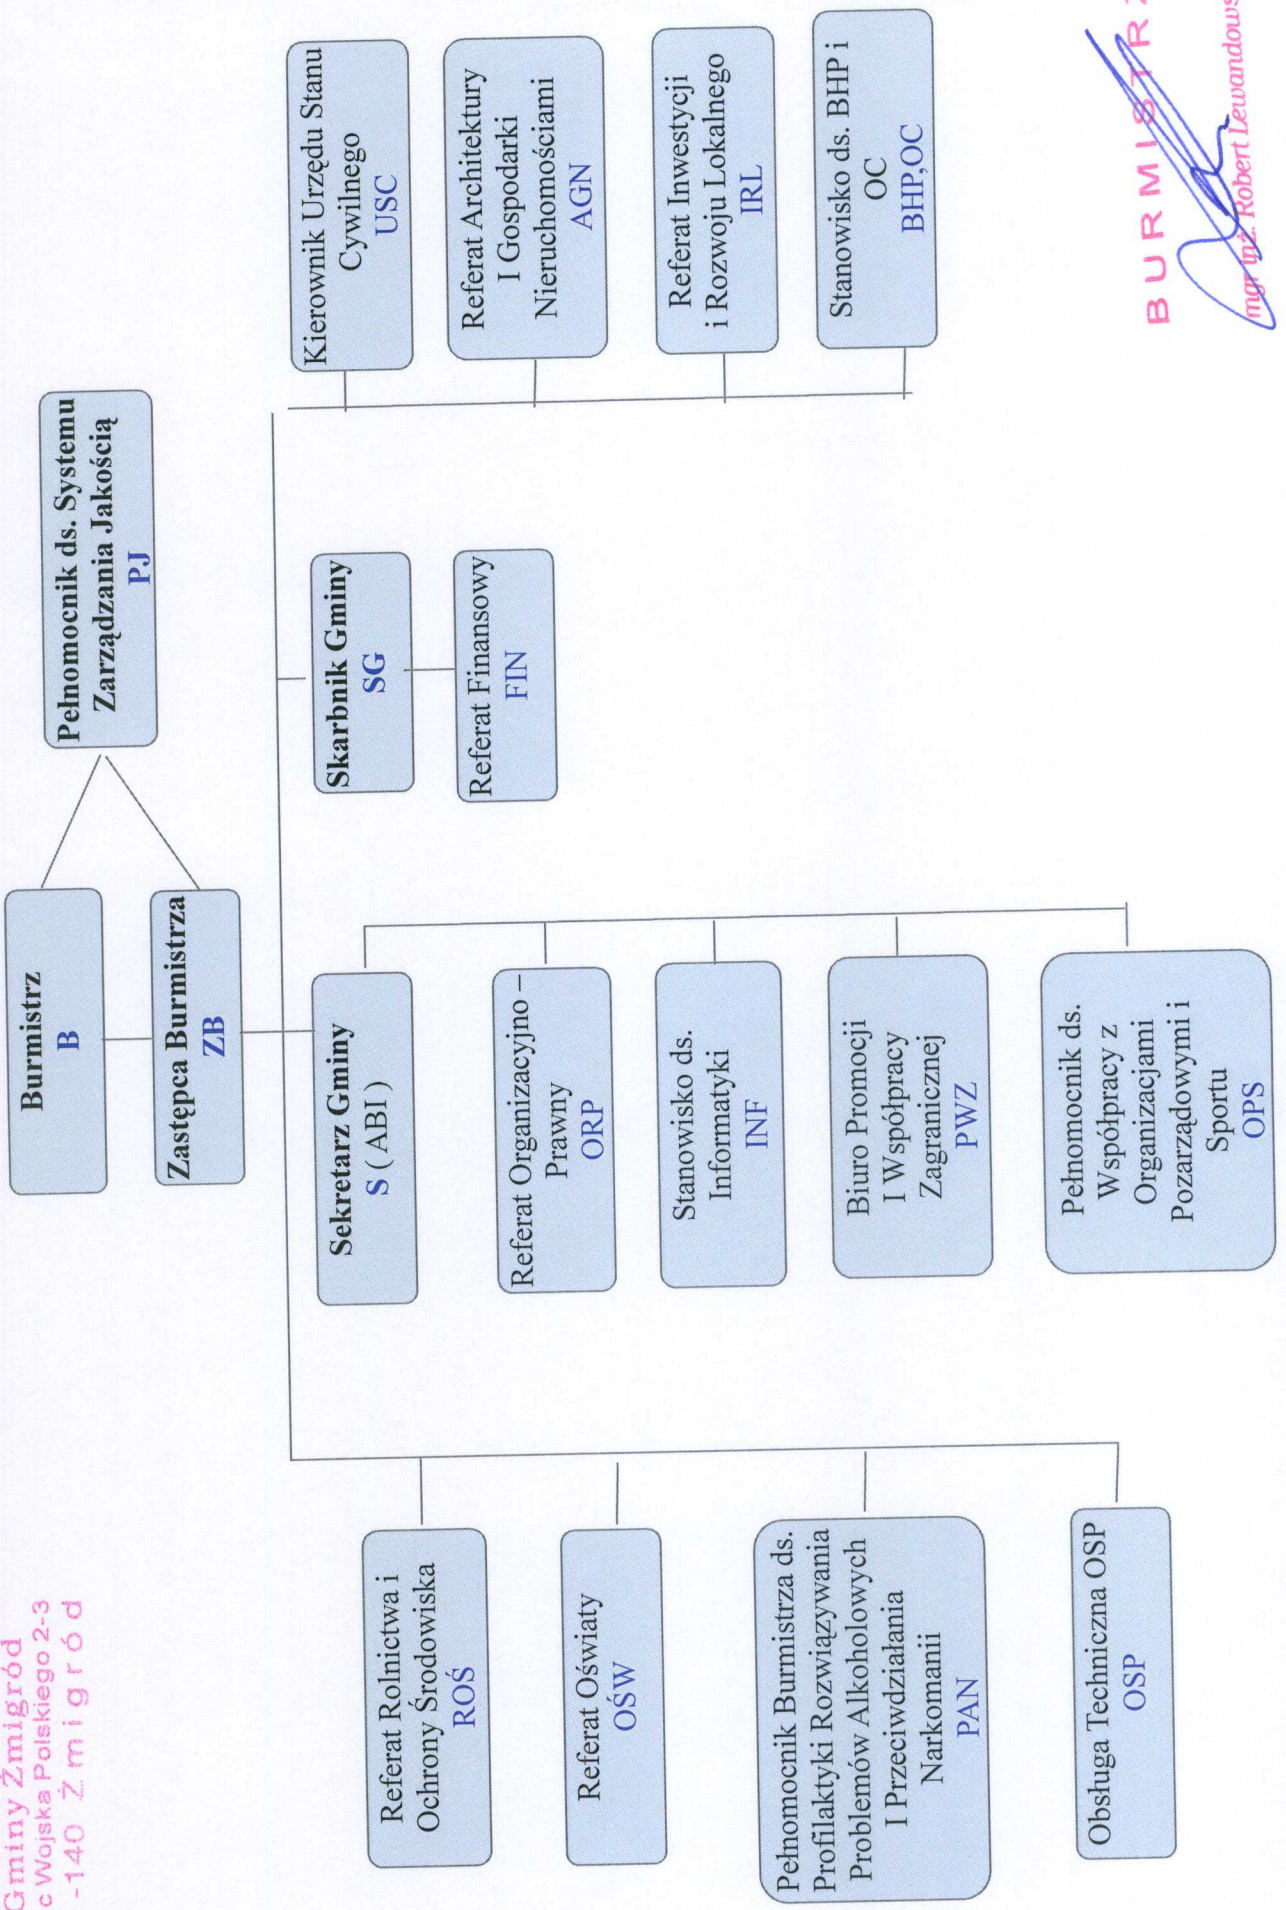 Gminy Żmigród
c Wojska Polskiego 2-3
-140 Żmigród
Burmistrz
B
Zastępca Burmistrza
ZB
Pełnomocnik ds. Systemu
Zarządzania Jakością
PJ
Referat Rolnictwa i
Ochrony Środowiska
ROŚ
Referat Oświaty
OŚW
Pełnomocnik Burmistrza ds.
Profilaktyki Rozwiązywania
Problemów Alkoholowych
I Przeciwdziałania
Narkomanii
PAN
Obsługa Techniczna OSP
OSP
Sekretarz Gminy
S ( ABI )
Referat Organizacyjno –
Prawny
ORP
Stanowisko ds.
Informatyki
INF
Biuro Promocji
I Współpracy
Zagranicznej
PWZ
Pełnomocnik ds.
Współpracy z
Organizacjami
Pozarządowymi i
Sportu
OPS
Skarbnik Gminy
SG
Referat Finansowy
FIN
Kierownik Urzędu Stanu
Cywilnego
USC
Referat Architektury
I Gospodarki
Nieruchomościami
AGN
Referat Inwestycji
i Rozwoju Lokalnego
IRL
Stanowisko ds. BHP i
OC
BHP,OC
BURMISTRZ
mgr inż. Robert Lewandows